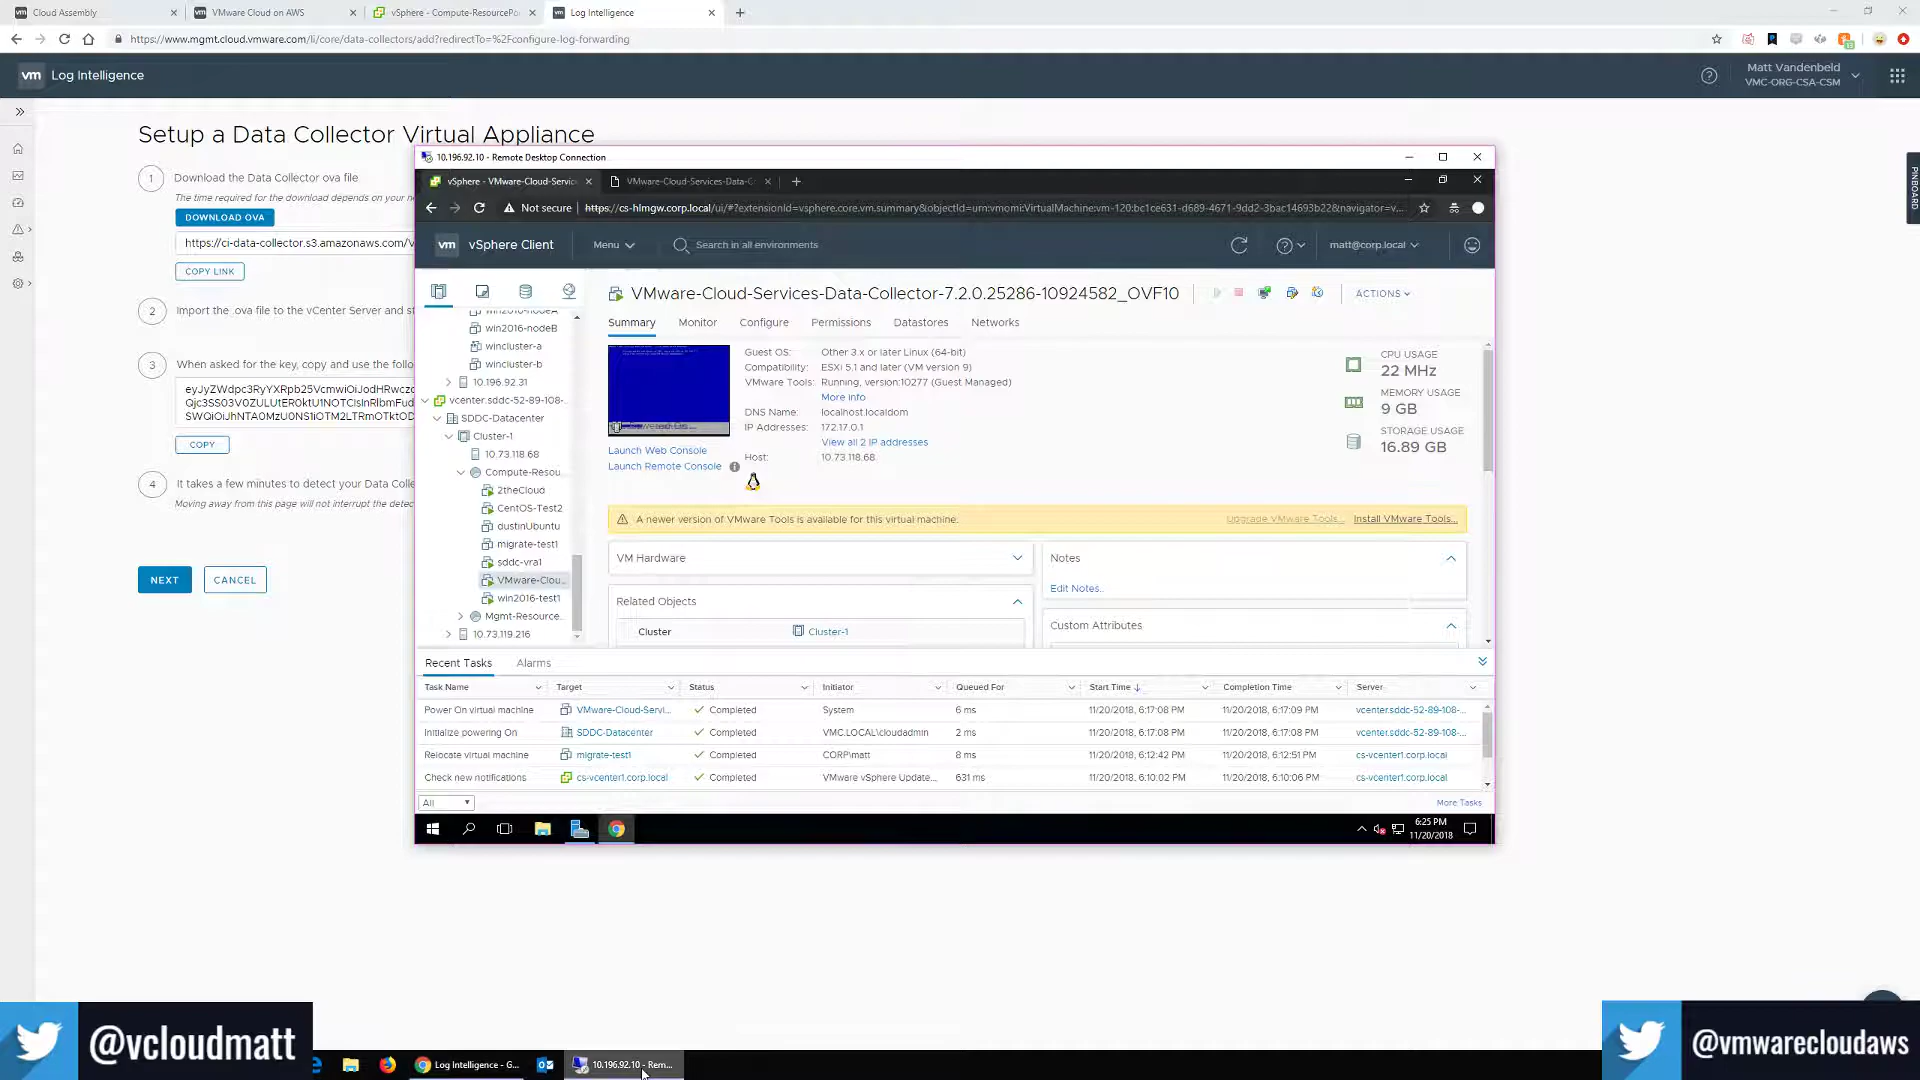 Cloud Assembly
VMware Cloud on AWS
vSphere - Compute-ResourcePo
Log Intelligence
https://www.mgmt.cloud.vmware.com/li/core/data-collectors/add?redirectTo=%2Fconfigure-log-forwarding
vm Log Intelligence
Matt Vandenbeld
VMC-ORG-CSA-CSM
PINBOARD
Setup a Data Collector Virtual Appliance
1 Download the Data Collector ova file
The time required for the download depends on your ne
DOWNLOAD OVA
https://ci-data-collector.s3.amazonaws.com/V
COPY LINK
2 Import the .ova file to the vCenter Server and st
3 When asked for the key, copy and use the follo
COPY
4 It takes a few minutes to detect your Data Colle
Moving away from this page will not interrupt the detec
NEXT CANCEL
10.196.92.10 - Remote Desktop Connection
vSphere - VMware-Cloud-Servic
VMware-Cloud-Services-Data-C
Not secure https://cs-hlmgw.corp.local/ui/#?extensionId=vsphere.core.vm.summary&objectId=urn:vmomi:VirtualMachine:vm-120:bc1ce631-d689-4671-9dd2-3bac14693b22&navigator=v...
vm vSphere Client
Menu
Search in all environments
matt@corp.local
win2016-nodeB
wincluster-a
wincluster-b
10.196.92.31
vcenter.sddc-52-89-108-...
SDDC-Datacenter
Cluster-1
10.73.118.68
Compute-Resou...
2theCloud
CentOS-Test2
dustinUbuntu
migrate-test1
sddc-vra1
VMware-Clou...
win2016-test1
Mgmt-Resource...
10.73.119.216
VMware-Cloud-Services-Data-Collector-7.2.0.25286-10924582_OVF10
ACTIONS
Summary Monitor Configure Permissions Datastores Networks
Guest OS: Other 3.x or later Linux (64-bit)
Compatibility: ESXi 5.1 and later (VM version 9)
VMware Tools: Running, version:10277 (Guest Managed)
More info
DNS Name: localhost.localdom
IP Addresses: 172.17.0.1
View all 2 IP addresses
Host: 10.73.118.68
Launch Web Console
Launch Remote Console
CPU USAGE
22 MHz
MEMORY USAGE
9 GB
STORAGE USAGE
16.89 GB
A newer version of VMware Tools is available for this virtual machine.
Upgrade VMware Tools... Install VMware Tools...
VM Hardware
Related Objects
Cluster Cluster-1
Notes
Edit Notes...
Custom Attributes
Recent Tasks Alarms
Task Name Target Status Initiator Queued For Start Time Completion Time Server
Power On virtual machine VMware-Cloud-Servi... Completed System 6 ms 11/20/2018, 6:17:08 PM 11/20/2018, 6:17:09 PM vcenter.sddc-52-89-108-...
Initialize powering On SDDC-Datacenter Completed VMC.LOCAL\cloudadmin 2 ms 11/20/2018, 6:17:08 PM 11/20/2018, 6:17:08 PM vcenter.sddc-52-89-108-...
Relocate virtual machine migrate-test1 Completed CORP\matt 8 ms 11/20/2018, 6:12:42 PM 11/20/2018, 6:12:51 PM cs-vcenter1.corp.local
Check new notifications cs-vcenter1.corp.local Completed VMware vSphere Update... 631 ms 11/20/2018, 6:10:02 PM 11/20/2018, 6:10:06 PM cs-vcenter1.corp.local
All
More Tasks
6:25 PM
11/20/2018
@vcloudmatt
Log Intelligence - G...
10.196.92.10 - Rem...
@vmwarecloudaws